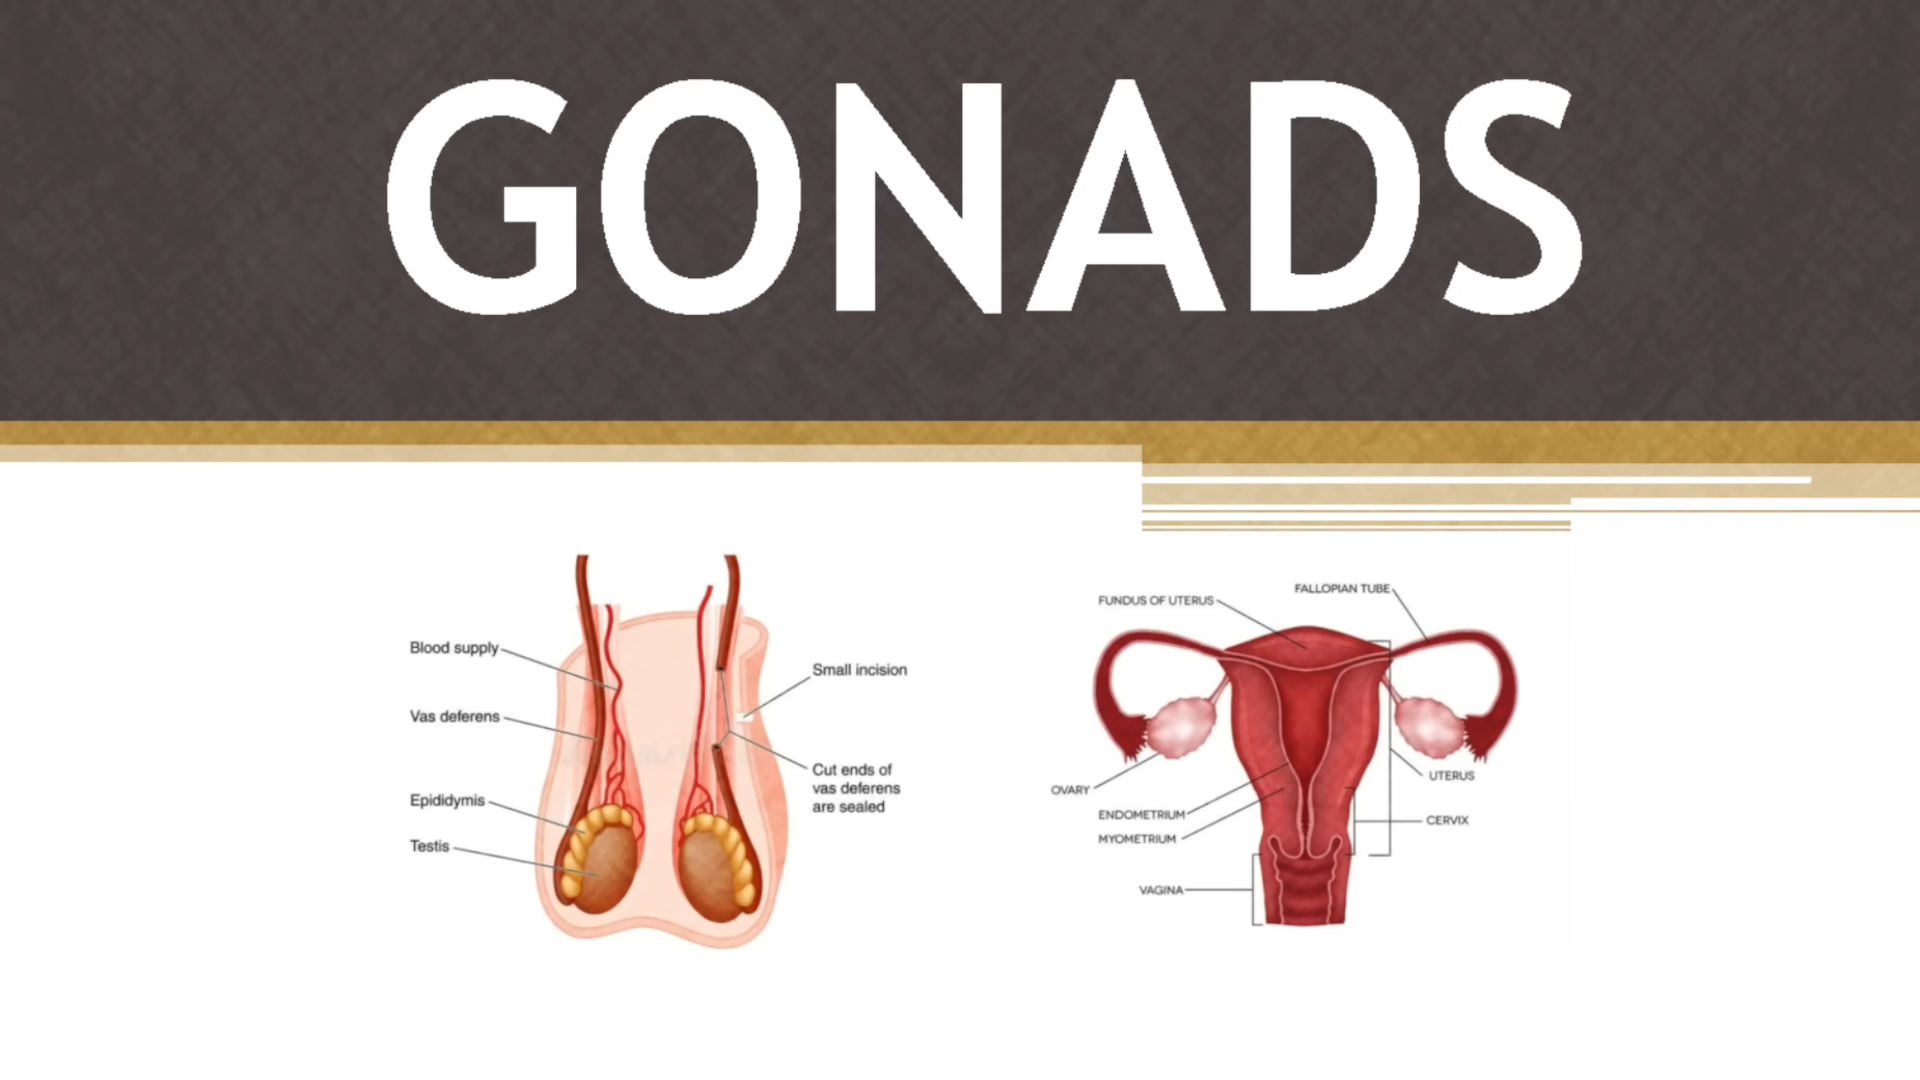 GONADS
Blood supply
Vas deferens
Epididymis
Testis
Small incision
Cut ends of
vas deferens
are sealed
FUNDUS OF UTERUS
FALLOPIAN TUBE
OVARY
ENDOMETRIUM
MYOMETRIUM
VAGINA
UTERUS
CERVIX